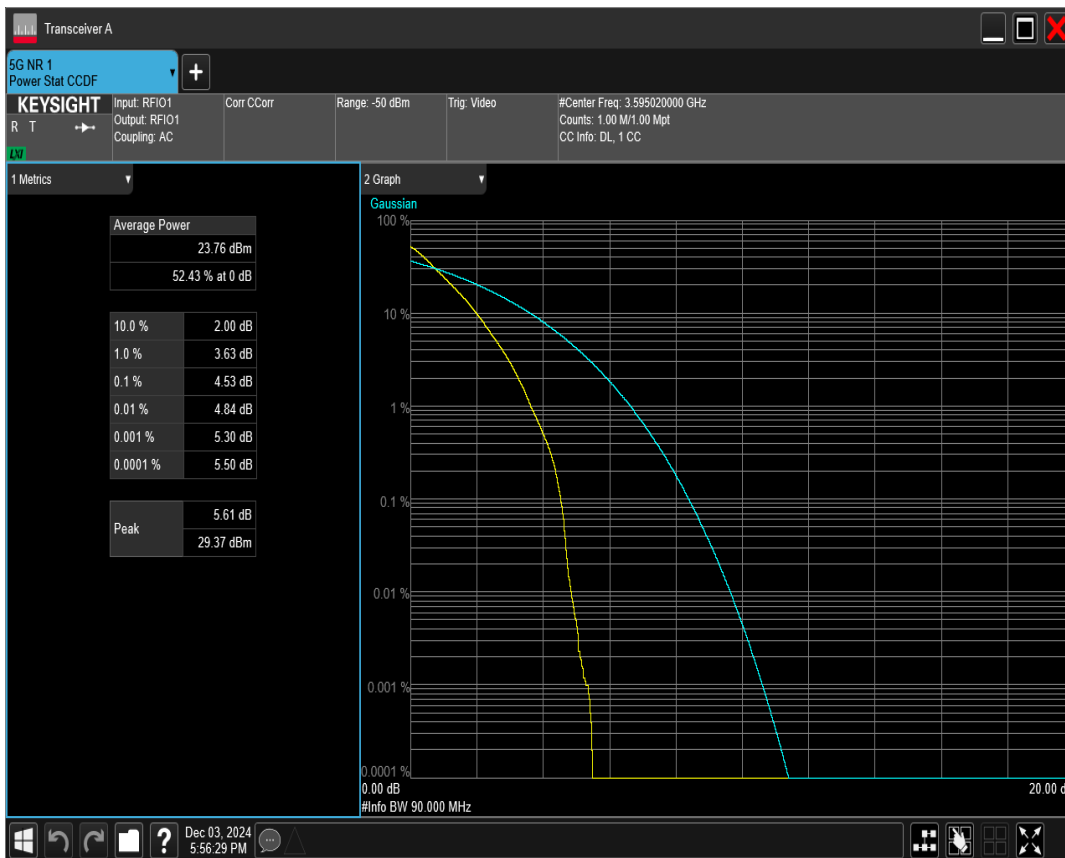 Transceiver A
5G NR 1
Power Stat CCDF
+
KEYSIGHT
R T
LXI
Input: RFIO1
Output: RFIO1
Coupling: AC
Corr CCorr
Range: -50 dBm
Trig: Video
#Center Freq: 3.595020000 GHz
Counts: 1.00 M/1.00 Mpt
CC Info: DL, 1 CC
1 Metrics
Average Power
23.76 dBm
52.43 % at 0 dB
10.0 % 2.00 dB
1.0 % 3.63 dB
0.1 % 4.53 dB
0.01 % 4.84 dB
0.001 % 5.30 dB
0.0001 % 5.50 dB
Peak
5.61 dB
29.37 dBm
2 Graph
Gaussian
100 %
10 %
1 %
0.1 %
0.01 %
0.001 %
0.0001 %
0.00 dB 20.00 d
#Info BW 90.000 MHz
?
Dec 03, 2024
5:56:29 PM